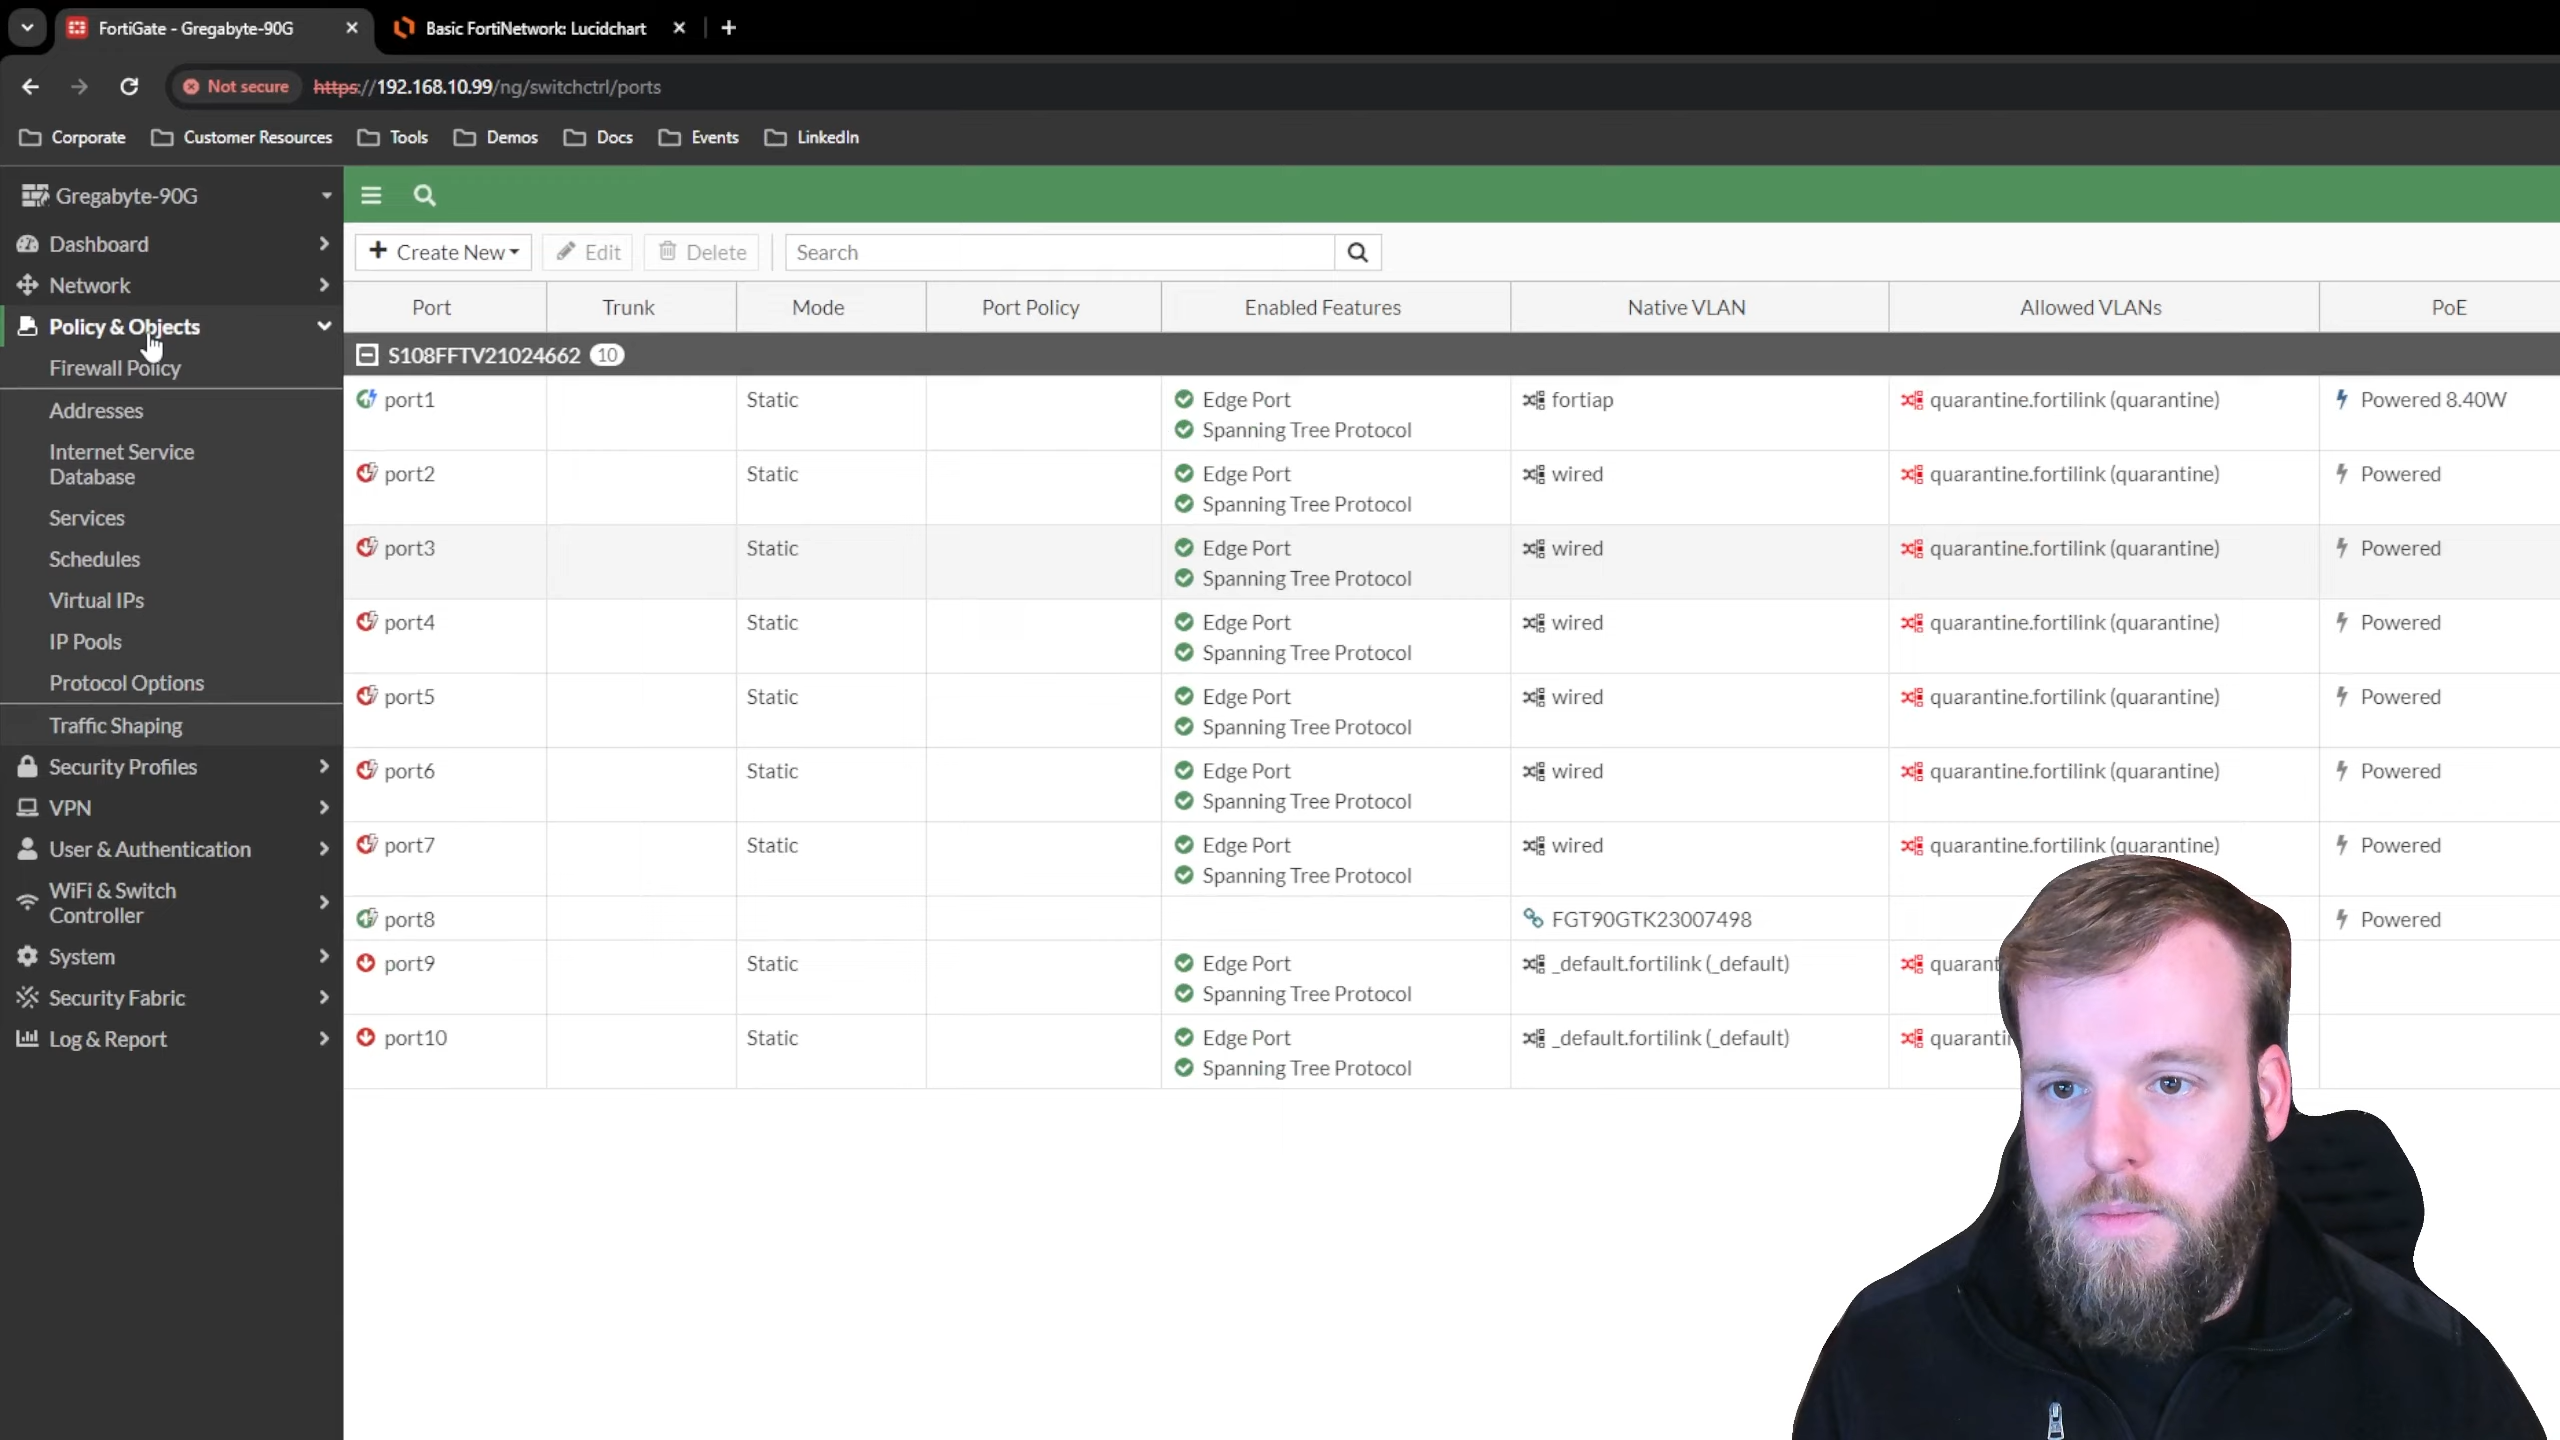 FortiGate - Gregabyte-90G
Basic FortiNetwork: Lucidchart
Not secure https://192.168.10.99/ng/switchctrl/ports
Corporate Customer Resources Tools Demos Docs Events LinkedIn
Gregabyte-90G
Dashboard
Network
Policy & Objects
Firewall Policy
Addresses
Internet Service
Database
Services
Schedules
Virtual IPs
IP Pools
Protocol Options
Traffic Shaping
Security Profiles
VPN
User & Authentication
WiFi & Switch
Controller
System
Security Fabric
Log & Report
+ Create New Edit Delete Search
Port Trunk Mode Port Policy Enabled Features Native VLAN Allowed VLANs PoE
S108FFTV21024662 10
port1 Static Edge Port fortiap quarantine.fortilink (quarantine) Powered 8.40W
Spanning Tree Protocol
port2 Static Edge Port wired quarantine.fortilink (quarantine) Powered
Spanning Tree Protocol
port3 Static Edge Port wired quarantine.fortilink (quarantine) Powered
Spanning Tree Protocol
port4 Static Edge Port wired quarantine.fortilink (quarantine) Powered
Spanning Tree Protocol
port5 Static Edge Port wired quarantine.fortilink (quarantine) Powered
Spanning Tree Protocol
port6 Static Edge Port wired quarantine.fortilink (quarantine) Powered
Spanning Tree Protocol
port7 Static Edge Port wired quarantine.fortilink (quarantine) Powered
Spanning Tree Protocol
port8 FGT90GTK23007498 Powered
port9 Static Edge Port _default.fortilink (_default) quarant
Spanning Tree Protocol
port10 Static Edge Port _default.fortilink (_default) quaranti
Spanning Tree Protocol